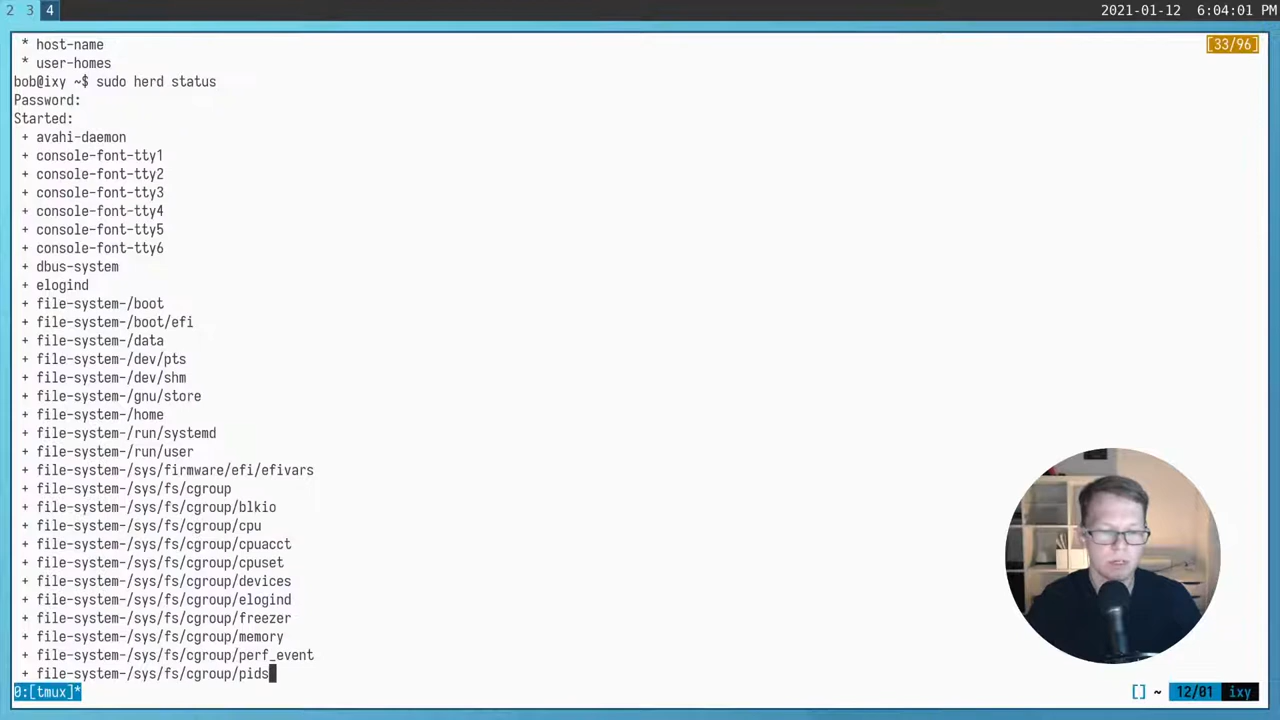 2 3 4 2021-01-12 6:04:01 PM
* host-name [33/96]
* user-homes
bob@ixy ~$ sudo herd status
Password:
Started:
+ avahi-daemon
+ console-font-tty1
+ console-font-tty2
+ console-font-tty3
+ console-font-tty4
+ console-font-tty5
+ console-font-tty6
+ dbus-system
+ elogind
+ file-system-/boot
+ file-system-/boot/efi
+ file-system-/data
+ file-system-/dev/pts
+ file-system-/dev/shm
+ file-system-/gnu/store
+ file-system-/home
+ file-system-/run/systemd
+ file-system-/run/user
+ file-system-/sys/firmware/efi/efivars
+ file-system-/sys/fs/cgroup
+ file-system-/sys/fs/cgroup/blkio
+ file-system-/sys/fs/cgroup/cpu
+ file-system-/sys/fs/cgroup/cpuacct
+ file-system-/sys/fs/cgroup/cpuset
+ file-system-/sys/fs/cgroup/devices
+ file-system-/sys/fs/cgroup/elogind
+ file-system-/sys/fs/cgroup/freezer
+ file-system-/sys/fs/cgroup/memory
+ file-system-/sys/fs/cgroup/perf_event
+ file-system-/sys/fs/cgroup/pids
0:[tmux]* [] ~ 12/01 ixy